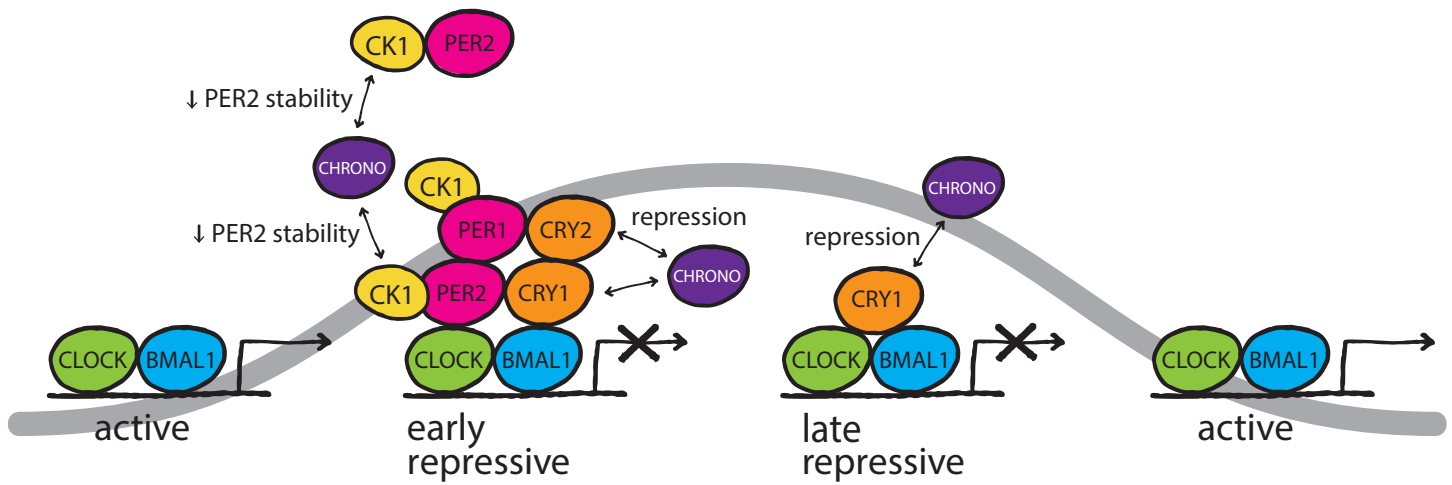 CK1 PER2
↓ PER2 stability
CHRONO
CK1
CHRONO
PER1 CRY2
repression
↓ PER2 stability
repression
CHRONO
CK1 PER2 CRY1
CRY1
CLOCK BMAL1
CLOCK BMAL1
CLOCK BMAL1
CLOCK BMAL1
active
early
repressive
late
repressive
active